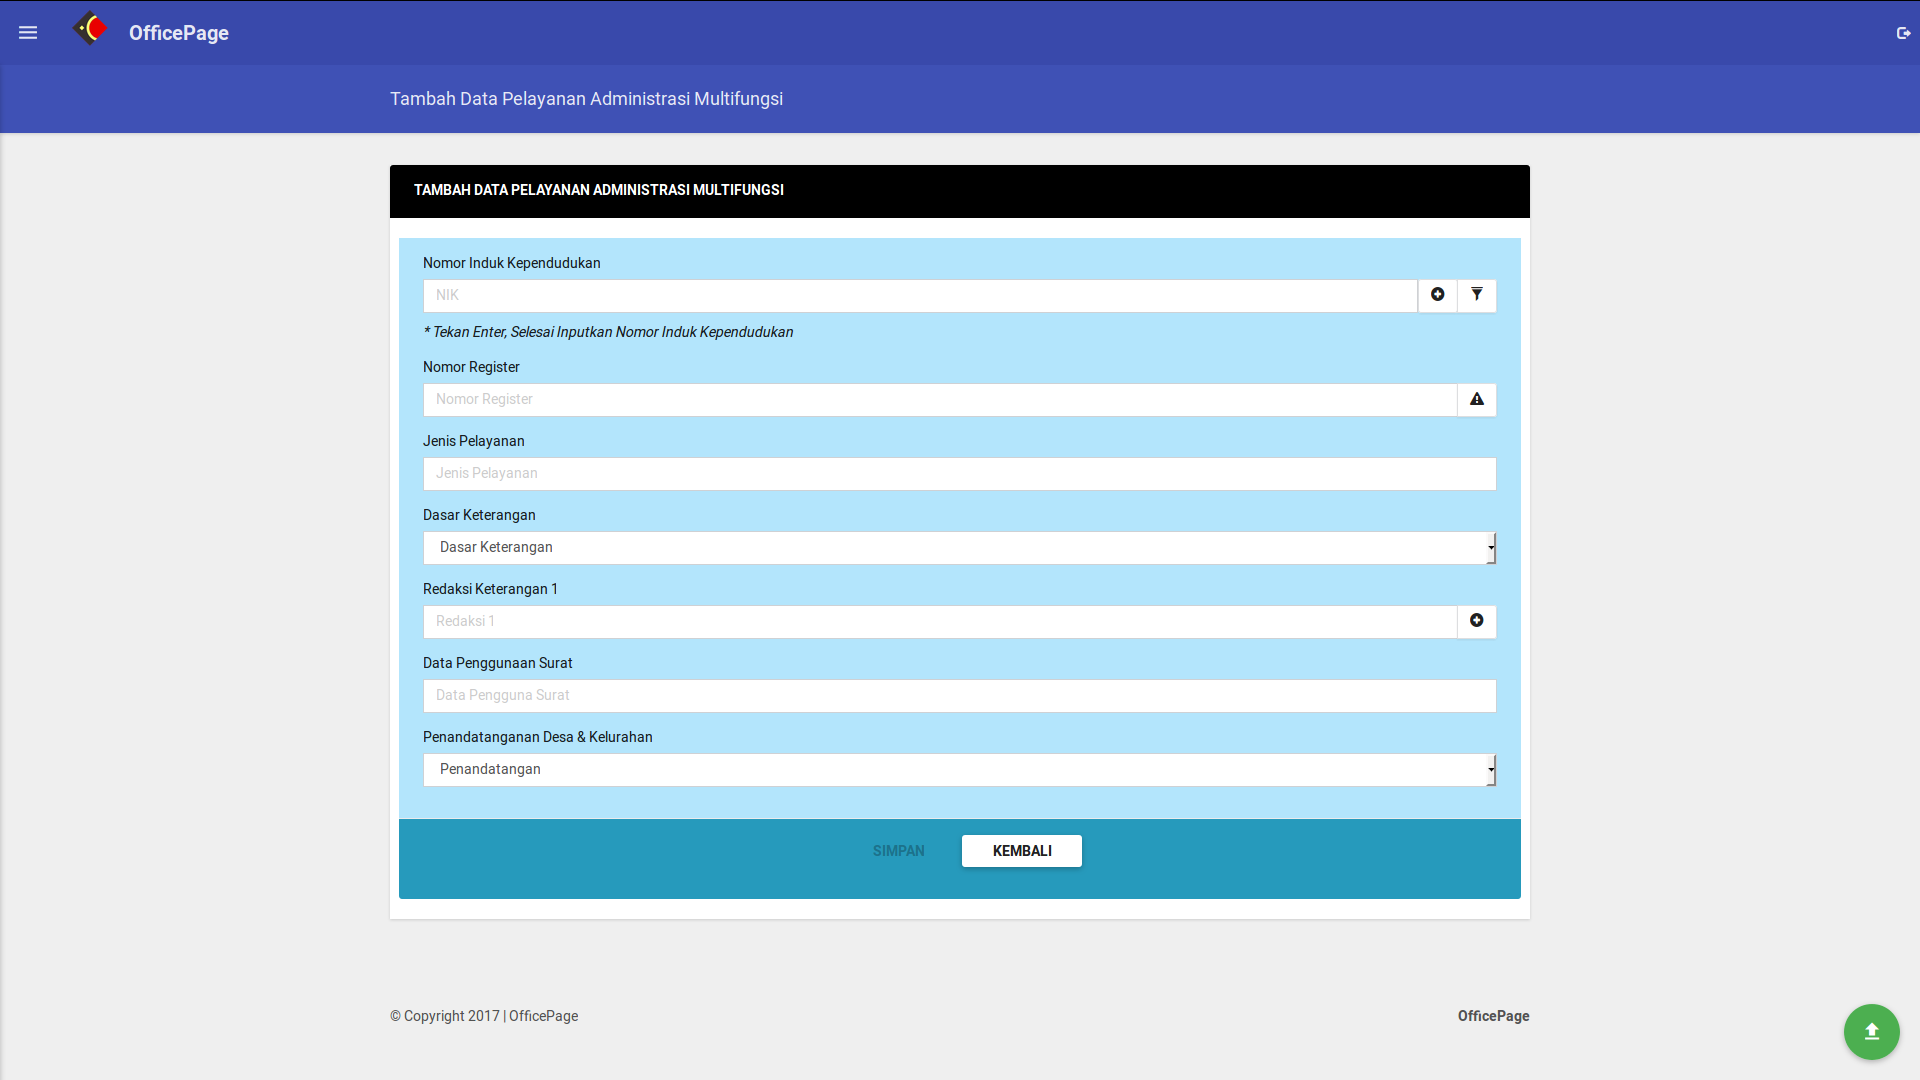 OfficePage
Tambah Data Pelayanan Administrasi Multifungsi
TAMBAH DATA PELAYANAN ADMINISTRASI MULTIFUNGSI
Nomor Induk Kependudukan
NIK
* Tekan Enter, Selesai Inputkan Nomor Induk Kependudukan
Nomor Register
Nomor Register
Jenis Pelayanan
Jenis Pelayanan
Dasar Keterangan
Dasar Keterangan
Redaksi Keterangan 1
Redaksi 1
Data Penggunaan Surat
Data Pengguna Surat
Penandatanganan Desa & Kelurahan
Penandatangan
SIMPAN KEMBALI
© Copyright 2017 | OfficePage OfficePage